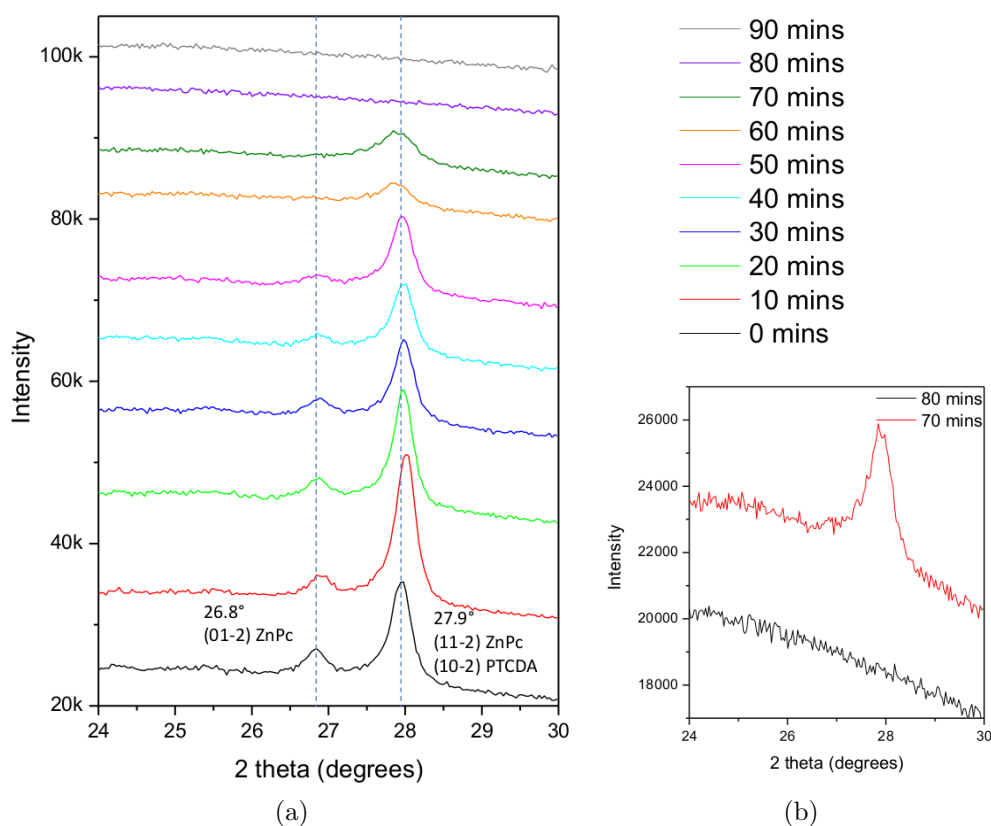 100k
80k
60k
40k
20k
Intensity
26.8°
(01-2) ZnPc
27.9°
(11-2) ZnPc
(10-2) PTCDA
24 25 26 27 28 29 30
2 theta (degrees)
(a)
90 mins
80 mins
70 mins
60 mins
50 mins
40 mins
30 mins
20 mins
10 mins
0 mins
80 mins
70 mins
26000
24000
22000
20000
18000
Intensity
24 26 28 30
2 theta (degrees)
(b)